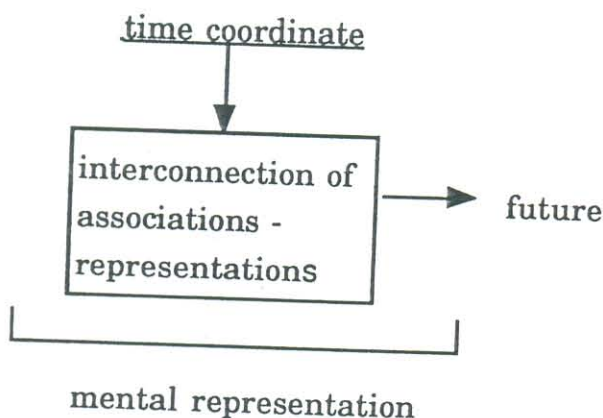 time coordinate
interconnection of
associations -
representations
future
mental representation